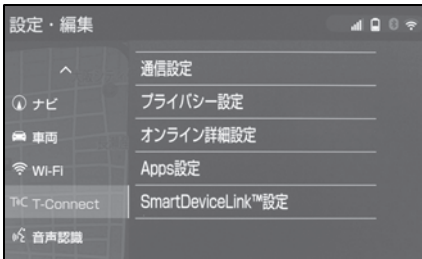 設定・編集
ナビ
車両
Wi-Fi
T-Connect
音声認識
通信設定
プライバシー設定
オンライン詳細設定
Apps設定
SmartDeviceLink™設定